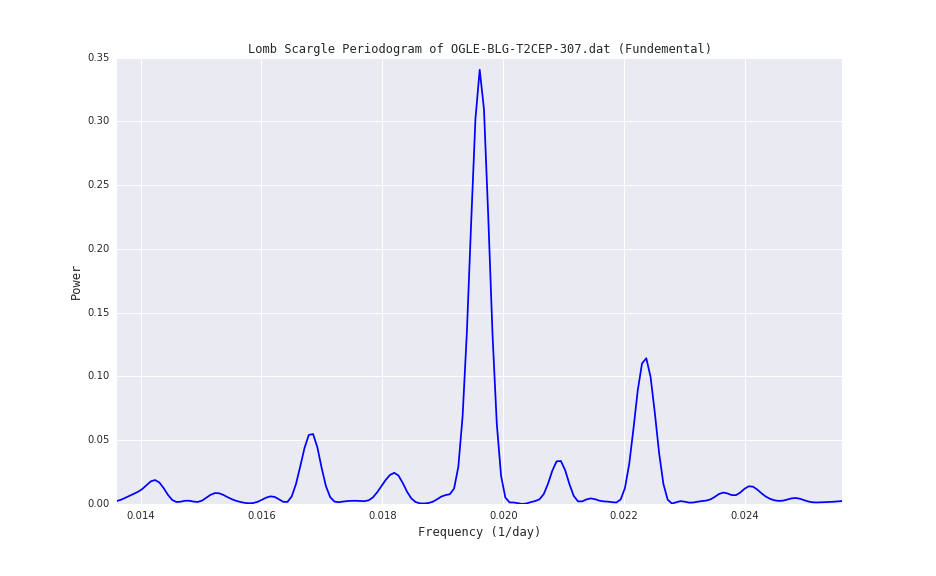 Lomb Scargle Periodogram of OGLE-BLG-T2CEP-307.dat (Fundemental)
0.35
0.30
0.25
0.20
0.15
0.10
0.05
0.00
Power
0.014 0.016 0.018 0.020 0.022 0.024
Frequency (1/day)